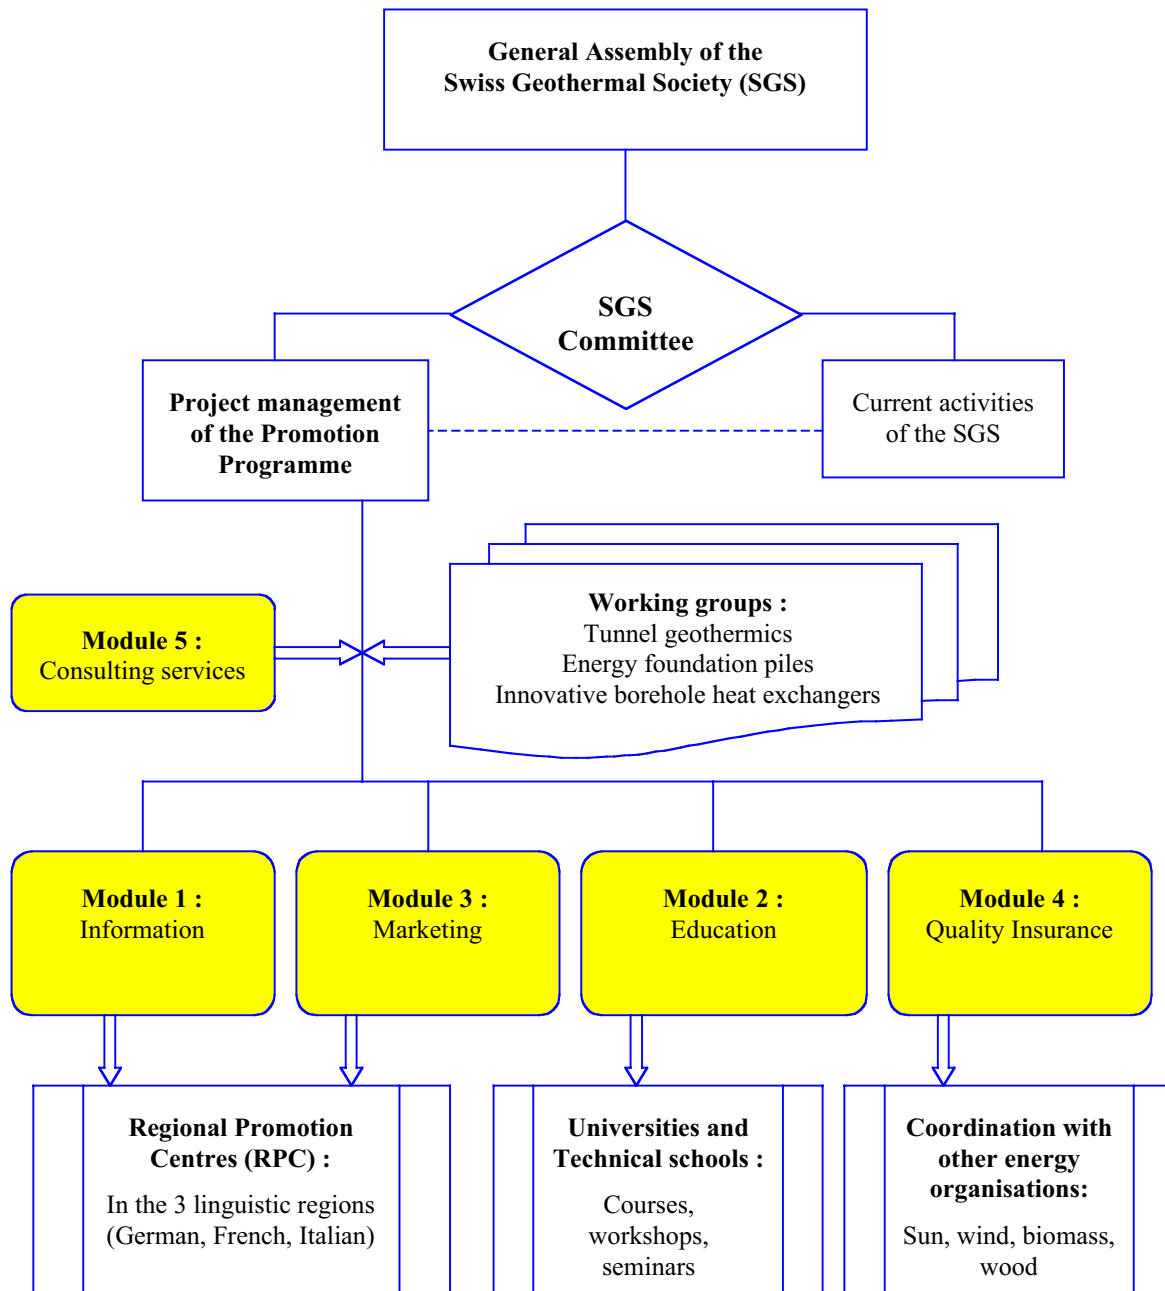 General Assembly of the
Swiss Geothermal Society (SGS)
SGS
Committee
Project management
of the Promotion
Programme
Current activities
of the SGS
Module 5 :
Consulting services
Working groups :
Tunnel geothermics
Energy foundation piles
Innovative borehole heat exchangers
Module 1 :
Information
Module 3 :
Marketing
Module 2 :
Education
Module 4 :
Quality Insurance
Regional Promotion
Centres (RPC) :
In the 3 linguistic regions
(German, French, Italian)
Universities and
Technical schools :
Courses,
workshops,
seminars
Coordination with
other energy
organisations:
Sun, wind, biomass,
wood